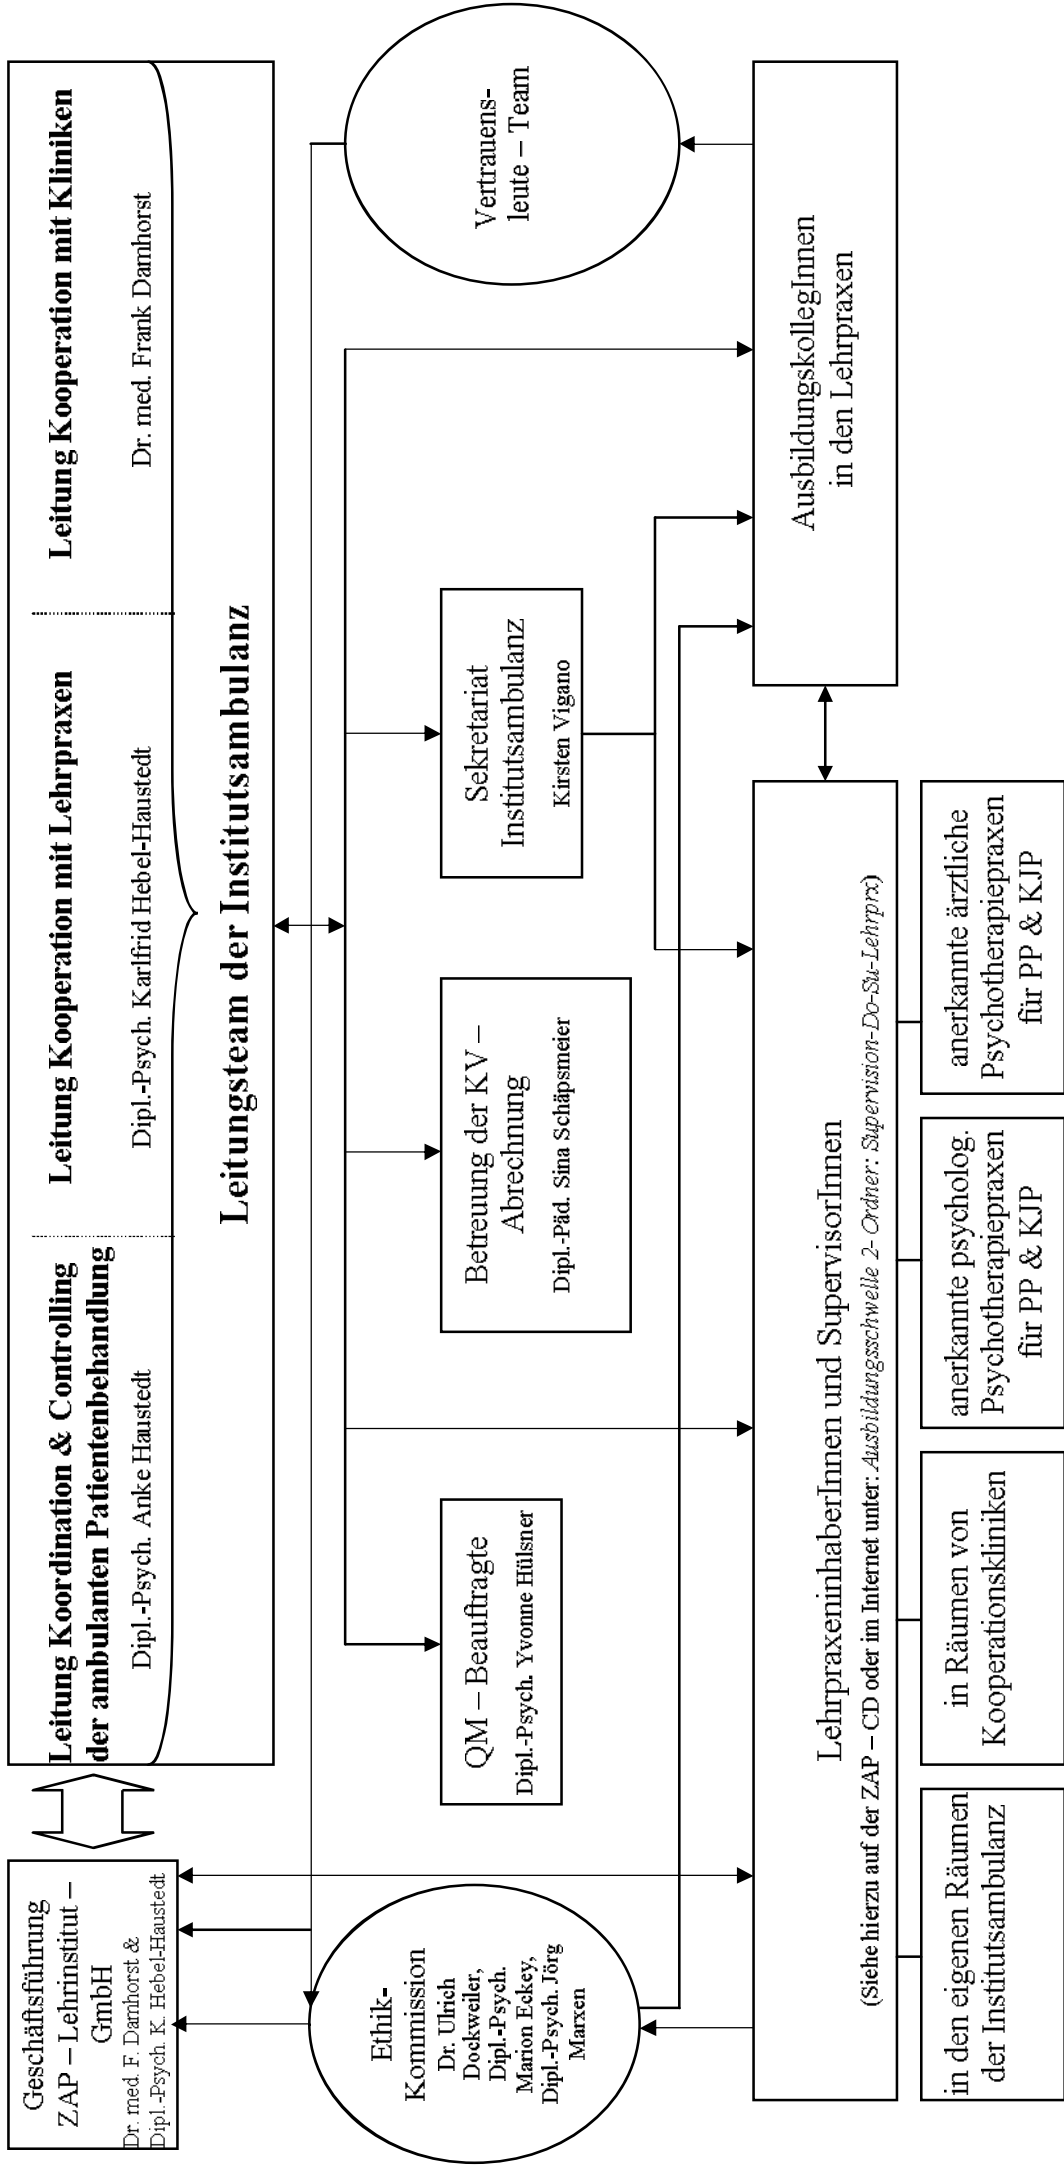 Geschäftsführung
ZAP – Lehrinstitut –
GmbH
Dr. med. F. Damhorst &
Dipl.-Psych K. Hebel-Haustedt
Leitung Koordination & Controlling
der ambulanten Patientenbehandlung
Dipl.-Psych. Anke Haustedt
Leitung Kooperation mit Lehrpraxen
Dipl.-Psych. Karlfrid Hebel-Haustedt
Leitung Kooperation mit Kliniken
Dr. med. Frank Damhorst
Leitungsteam der Institutsambulanz
Ethik-
Kommission
Dr. Ulrich
Dockweiler,
Dipl.-Psych.
Marion Eckey,
Dipl.-Psych. Jörg
Marxen
QM – Beauftragte
Dipl.-Psych. Yvonne Hülsner
Betreuung der KV –
Abrechnung
Dipl.-Päd. Sina Schäpsmeier
Sekretariat
Institutsambulanz
Kirsten Vigano
Vertrauens-
leute – Team
LehrpraxeninhaberInnen und SupervisorInnen
(Siehe hierzu auf der ZAP – CD oder im Internet unter: Ausbildungsschwelle 2- Ordner: Supervision-Do-Su-Lehrprx)
AusbildungskollegInnen
in den Lehrpraxen
in den eigenen Räumen
der Institutsambulanz
in Räumen von
Kooperationskliniken
anerkannte psycholog.
Psychotherapiepraxen
für PP & KJP
anerkannte ärztliche
Psychotherapiepraxen
für PP & KJP